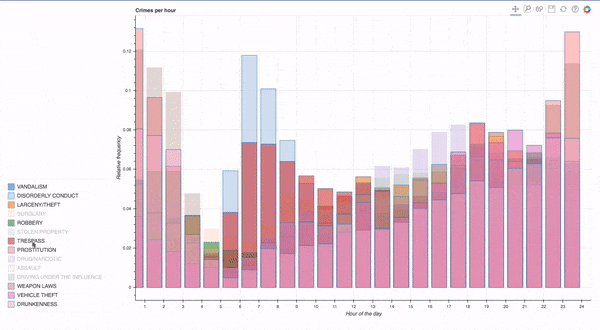 Crimes per hour
0.12
0.1
0.08
0.06
0.04
0.02
0
Relative frequency
1 2 3 4 5 6 7 8 9 10 11 12 13 14 15 16 17 18 19 20 21 22 23 24
Hour of the day
VANDALISM
DISORDERLY CONDUCT
LARCENY/THEFT
BURGLARY
ROBBERY
STOLEN PROPERTY
TRESPASS
PROSTITUTION
DRUG/NARCOTIC
ASSAULT
DRIVING UNDER THE INFLUENCE
WEAPON LAWS
VEHICLE THEFT
DRUNKENNESS